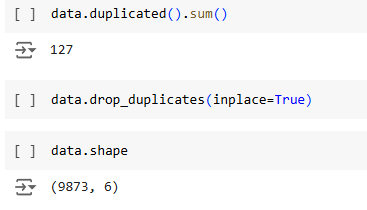 [ ] data.duplicated().sum()
127
[ ] data.drop_duplicates(inplace=True)
[ ] data.shape
(9873, 6)